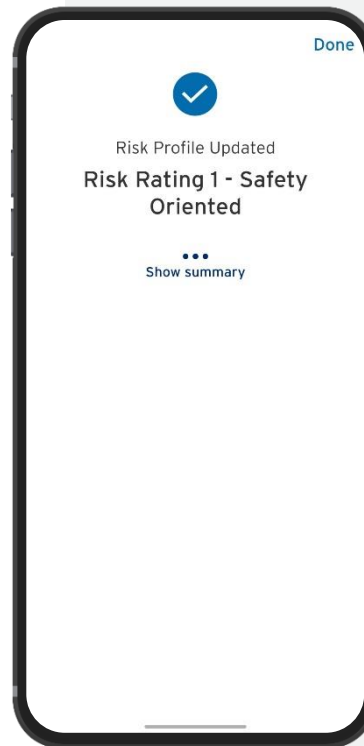 Done
Risk Profile Updated
Risk Rating 1 - Safety
Oriented
Show summary